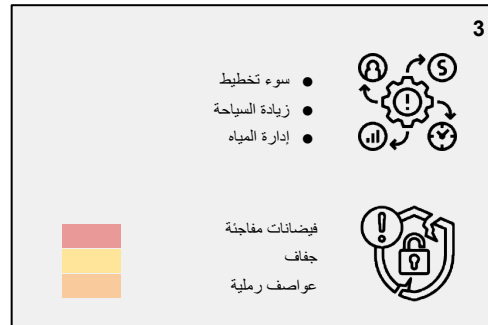 3
سوء تخطيط
زيادة السياحة
إدارة المياه
فيضانات مفاجئة
جفاف
عواصف رملية